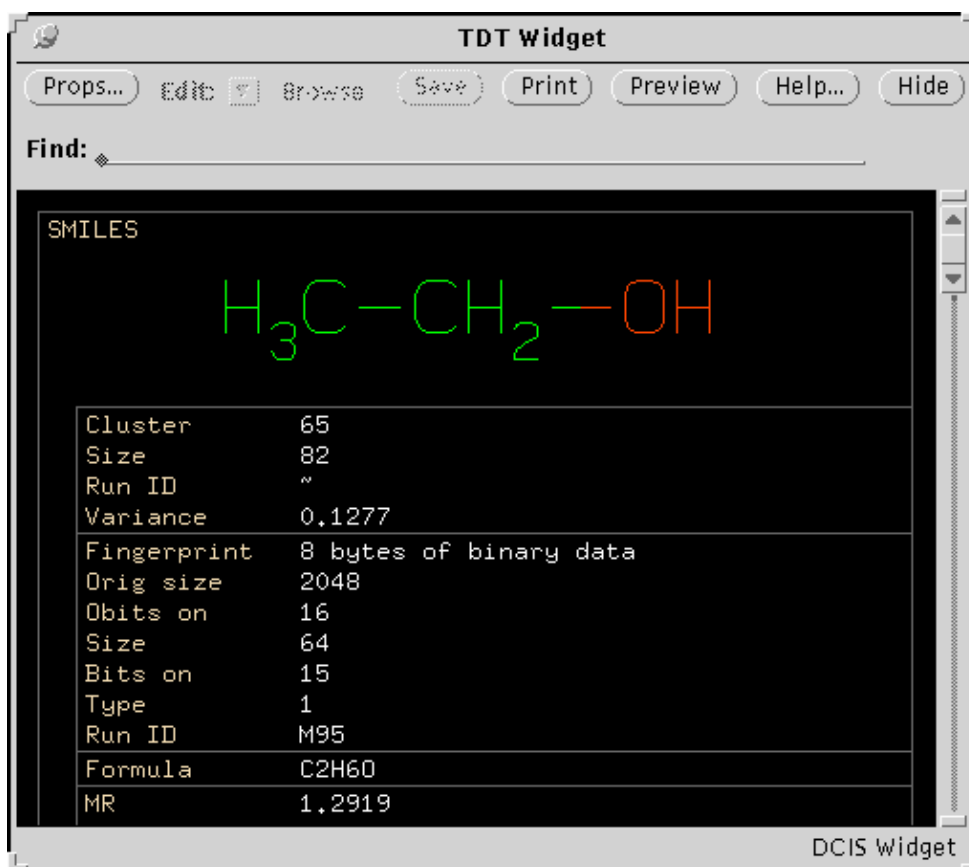 TDT Widget
Props... Edit: Browse Save Print Preview Help... Hide
Find:
SMILES
H3C-CH2-OH
Cluster 65
Size 82
Run ID ~
Variance 0.1277
Fingerprint 8 bytes of binary data
Orig size 2048
Obits on 16
Size 64
Bits on 15
Type 1
Run ID M95
Formula C2H6O
MR 1.2919
DCIS Widget